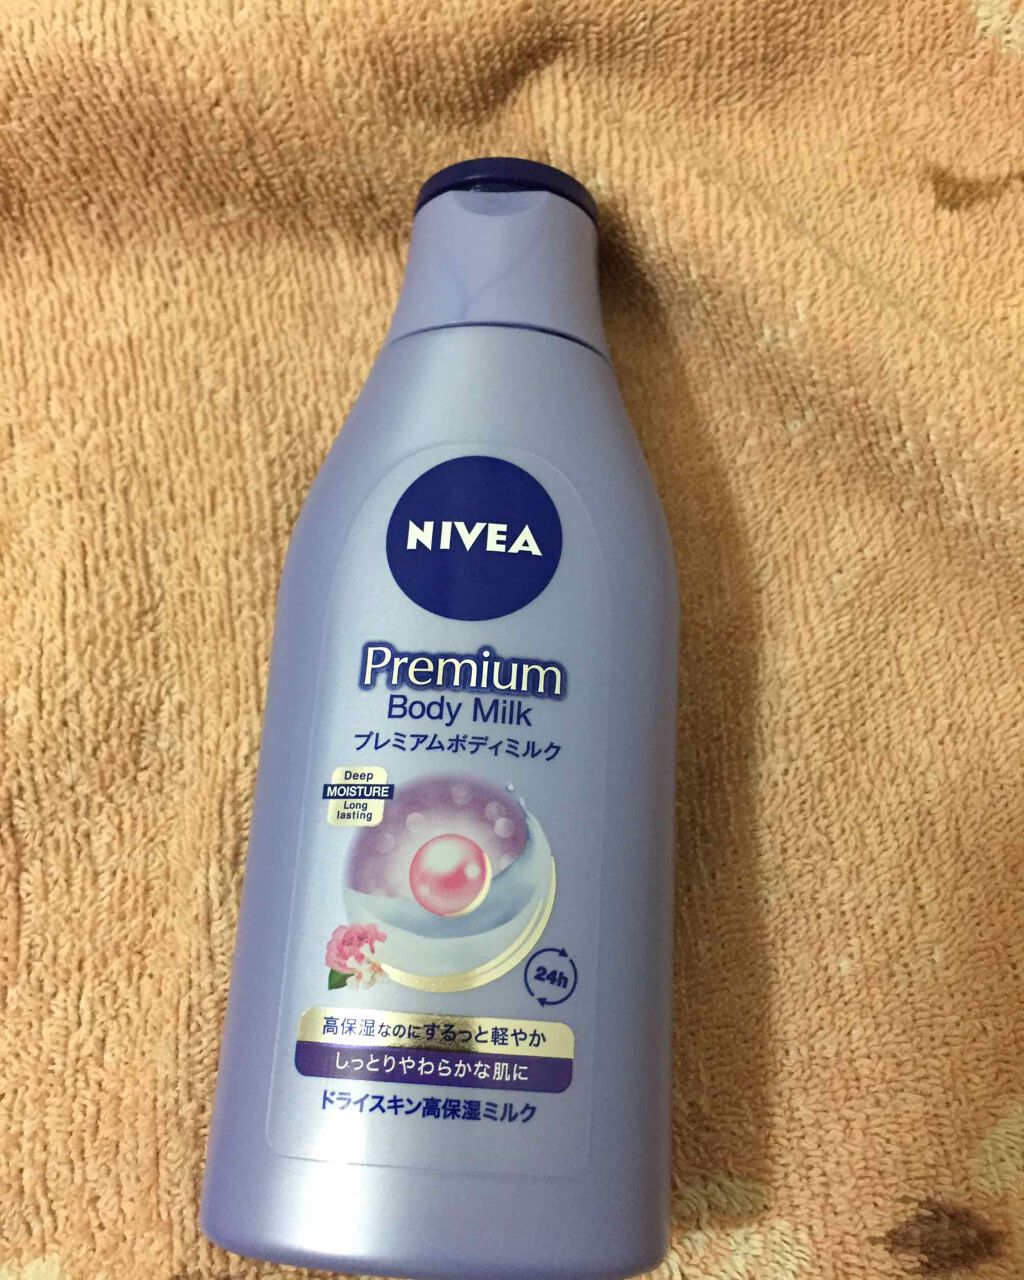 NIVEA
Premium
Body Milk
プレミアムボディミルク
Deep
MOISTURE
Long
lasting
24h
高保湿なのにするっと軽やか
しっとりやわらかな肌に
ドライスキン高保湿ミルク